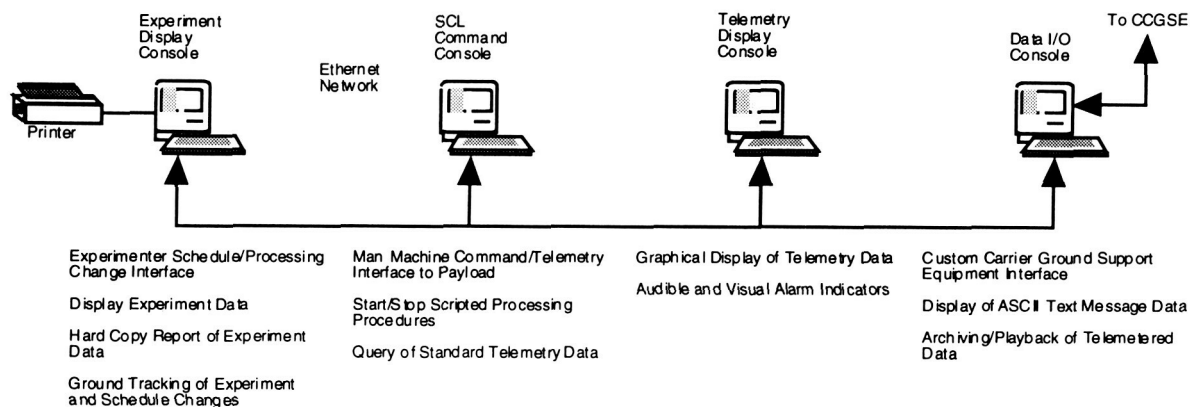 Experiment
Display
Console
SCL
Command
Console
Telemetry
Display
Console
To CCGSE
Data I/O
Console
Ethernet
Network
Printer
Experimenter Schedule/Processing
Change Interface
Display Experiment Data
Hard Copy Report of Experiment
Data
Ground Tracking of Experiment
and Schedule Changes
Man Machine Command/Telemetry
Interface to Payload
Start/Stop Scripted Processing
Procedures
Query of Standard Telemetry Data
Graphical Display of Telemetry Data
Audible and Visual Alarm Indicators
Custom Carrier Ground Support
Equipment Interface
Display of ASCII Text Message Data
Archiving/Playback of Telemetered
Data